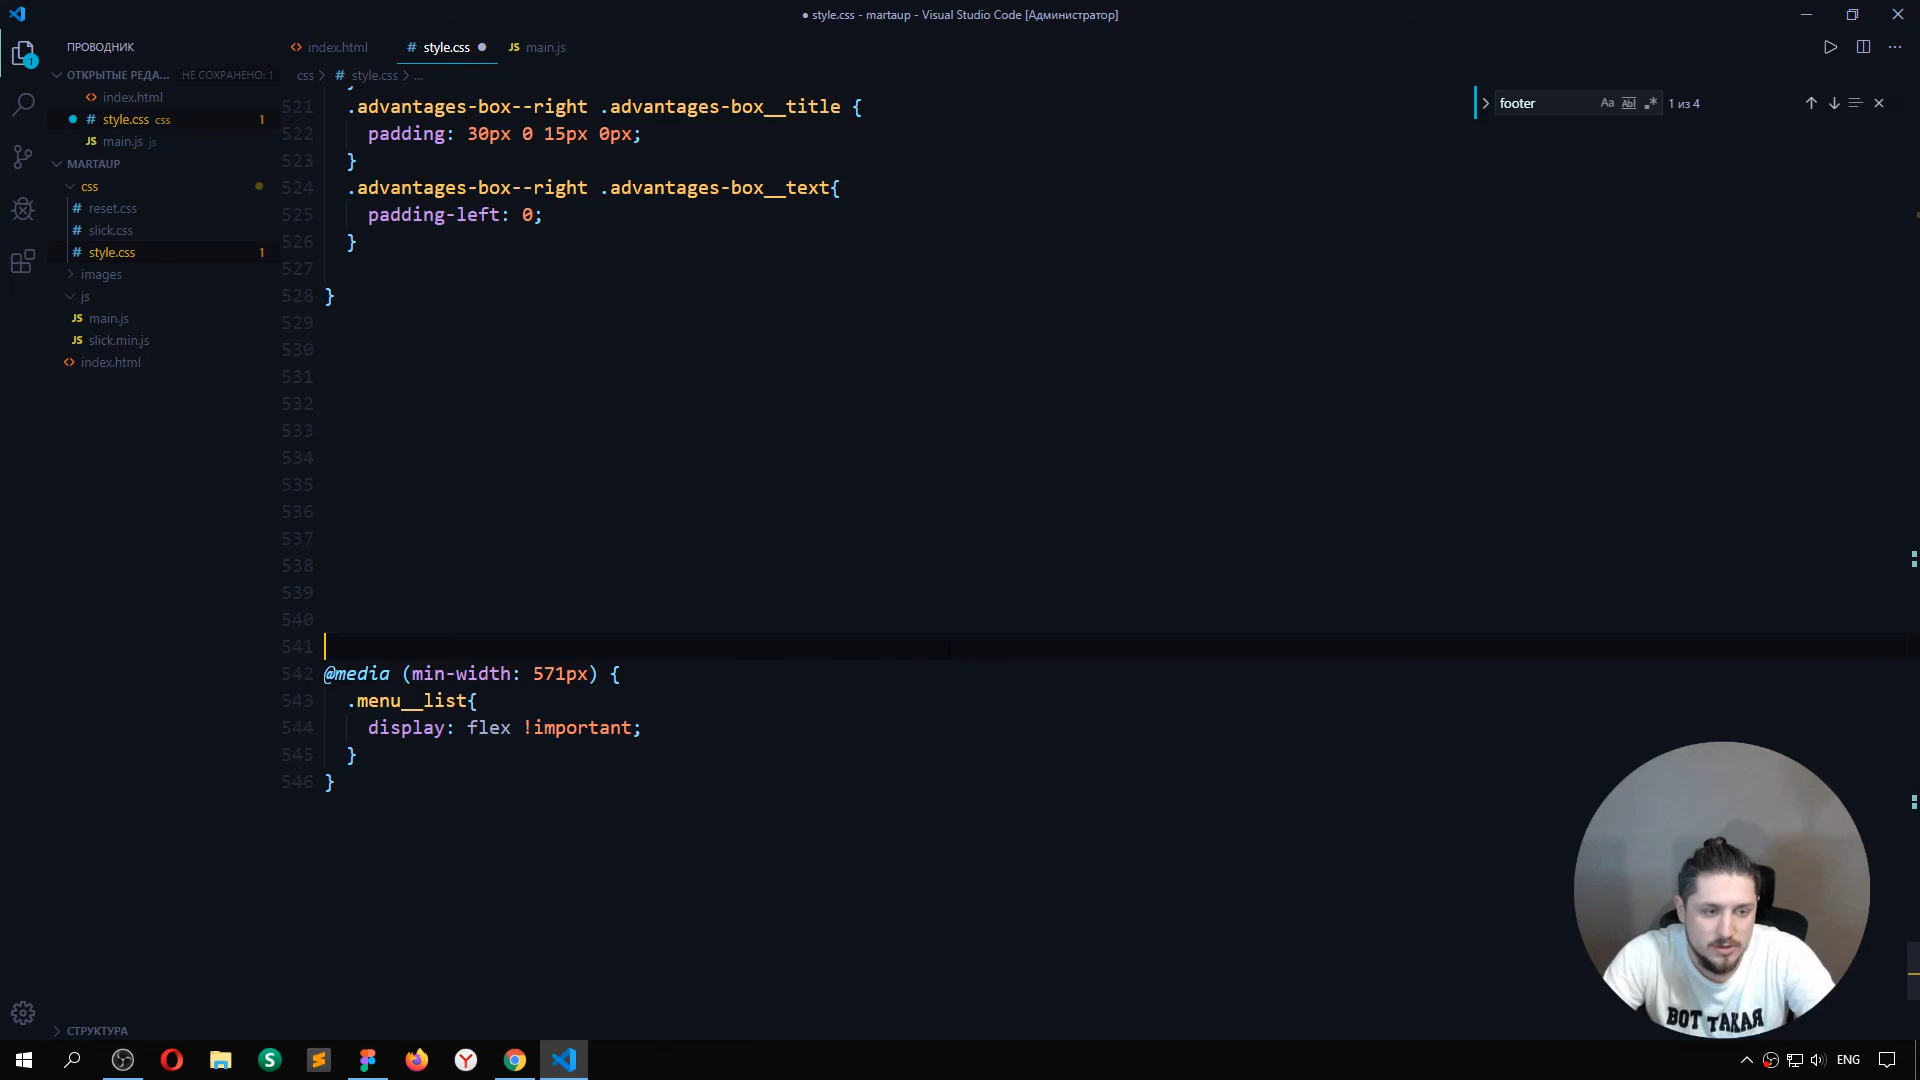 ● style.css - martaup - Visual Studio Code [Администратор]
ПРОВОДНИК
ОТКРЫТЫЕ РЕДА... НЕ СОХРАНЕНО: 1
index.html
style.css css 1
main.js js
MARTAUP
css
reset.css
slick.css
style.css 1
images
js
main.js
slick.min.js
index.html
СТРУКТУРА
index.html
style.css
JS main.js
css > # style.css > ...
footer
Aa Abl .* 1 из 4
521 .advantages-box--right .advantages-box__title {
522 padding: 30px 0 15px 0px;
523 }
524 .advantages-box--right .advantages-box__text{
525 padding-left: 0;
526 }
527
528 }
529
530
531
532
533
534
535
536
537
538
539
540
541
542 @media (min-width: 571px) {
543 .menu__list{
544 display: flex !important;
545 }
546 }
ВОТ ТАКАЯ
ENG